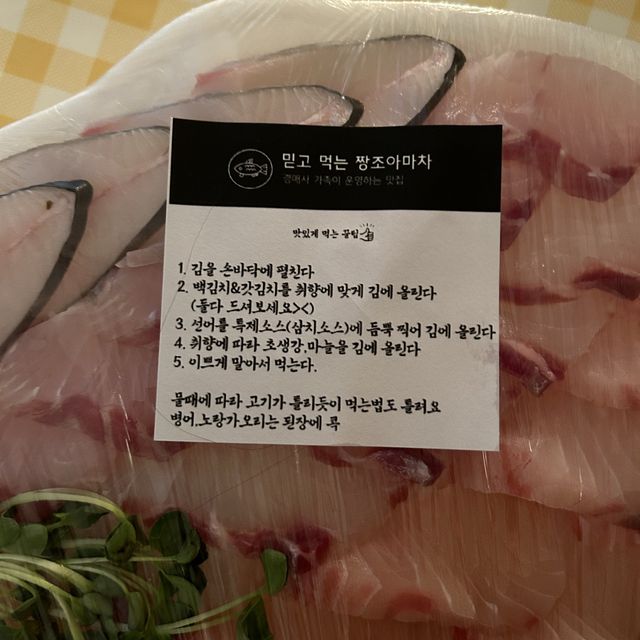 믿고 먹는 짱조아마차
경매사 가족이 운영하는 맛집
맛있게 먹는 꿀팁
1. 김을 손바닥에 펼친다
2. 백김치&갓김치를 취향에 맞게 김에 올린다
(둘다 드셔보세요><)
3. 선어를 특제소스(삼치소스)에 듬뿍 찍어 김에 올린다
4. 취향에 따라 초생강,마늘을 김에 올린다
5. 이쁘게 말아서 먹는다.
물때에 따라 고기가 틀리듯이 먹는법도 틀려요
병어,노랑가오리는 된장에 콕